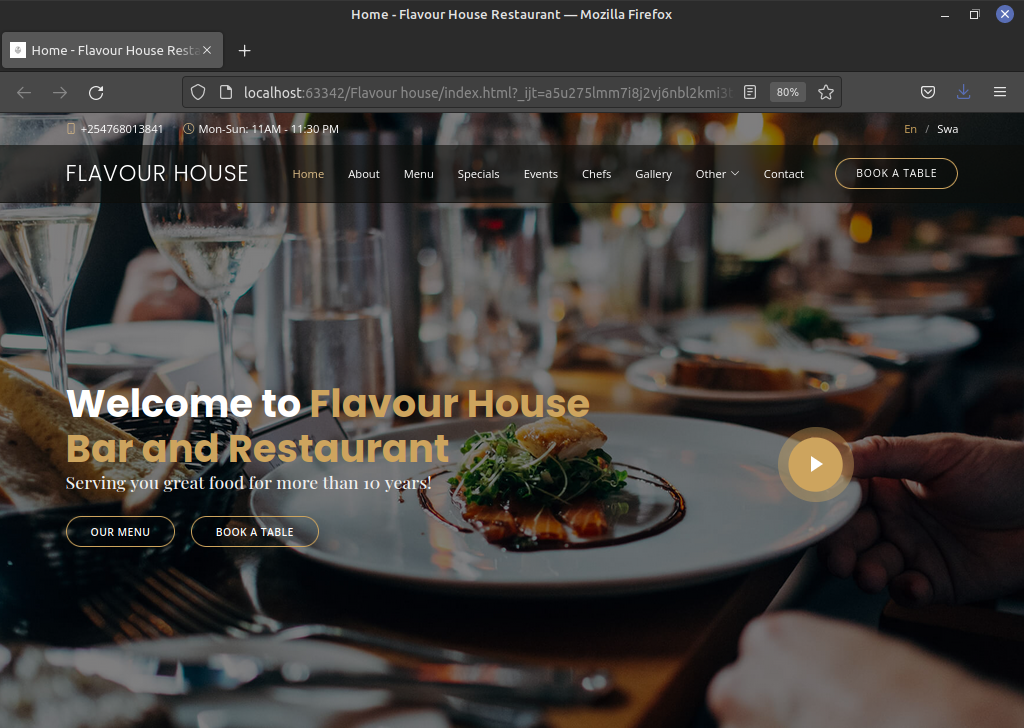 Home - Flavour House Restaurant — Mozilla Firefox
Home - Flavour House Resta
localhost:63342/Flavour house/index.html?_ijt=a5u275lmm7i8j2vj6nbl2kmi3t
80%
+254768013841 Mon-Sun: 11AM - 11:30 PM
En / Swa
FLAVOUR HOUSE
Home About Menu Specials Events Chefs Gallery Other Contact
BOOK A TABLE
Welcome to Flavour House
Bar and Restaurant
Serving you great food for more than 10 years!
OUR MENU BOOK A TABLE